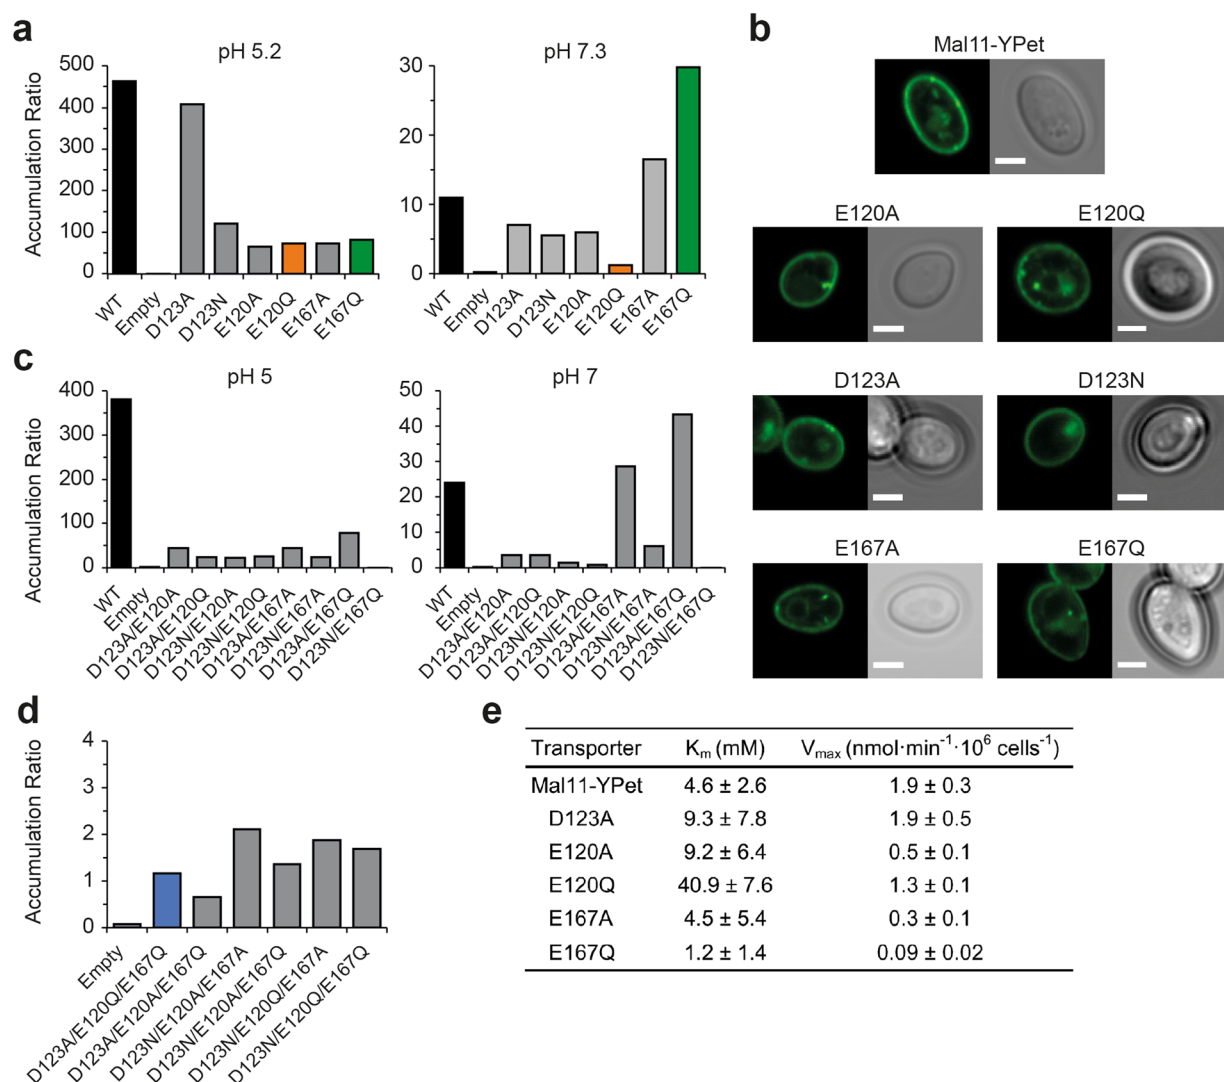 a
pH 5.2
pH 7.3
Accumulation Ratio
500
400
300
200
100
0
30
20
10
0
WT
Empty
D123A
D123N
E120A
E120Q
E167A
E167Q
WT
Empty
D123A
D123N
E120A
E120Q
E167A
E167Q
b
Mal11-YPet
E120A
E120Q
D123A
D123N
E167A
E167Q
c
pH 5
pH 7
Accumulation Ratio
400
300
200
100
0
50
40
30
20
10
0
WT
Empty
D123A/E120A
D123A/E120Q
D123N/E120A
D123N/E120Q
D123A/E167A
D123N/E167A
D123A/E167Q
D123N/E167Q
WT
Empty
D123A/E120A
D123A/E120Q
D123N/E120A
D123N/E120Q
D123A/E167A
D123N/E167A
D123A/E167Q
D123N/E167Q
d
Accumulation Ratio
4
3
2
1
0
Empty
D123A/E120Q/E167Q
D123A/E120A/E167Q
D123N/E120A/E167A
D123N/E120A/E167Q
D123N/E120Q/E167A
D123N/E120Q/E167Q
e
Transporter Km (mM) Vmax (nmol·min⁻¹·10⁶ cells⁻¹)
Mal11-YPet 4.6 ± 2.6 1.9 ± 0.3
D123A 9.3 ± 7.8 1.9 ± 0.5
E120A 9.2 ± 6.4 0.5 ± 0.1
E120Q 40.9 ± 7.6 1.3 ± 0.1
E167A 4.5 ± 5.4 0.3 ± 0.1
E167Q 1.2 ± 1.4 0.09 ± 0.02